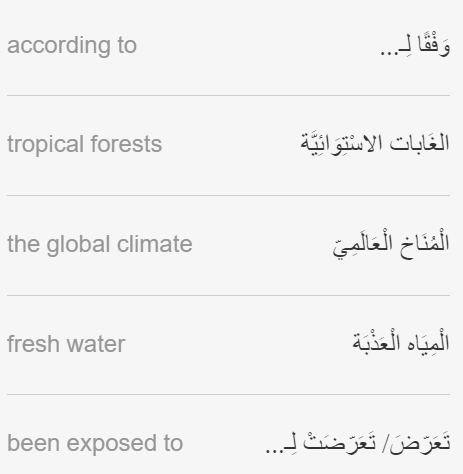 according to وَفْقًا لِـ...
tropical forests الغَابات الاسْتِوَائِيَّة
the global climate الْمُنَاخ الْعَالَمِيّ
fresh water الْمِيَاه الْعَذْبَة
been exposed to تَعَرّضَ/ تَعَرّضَتْ لِـ...